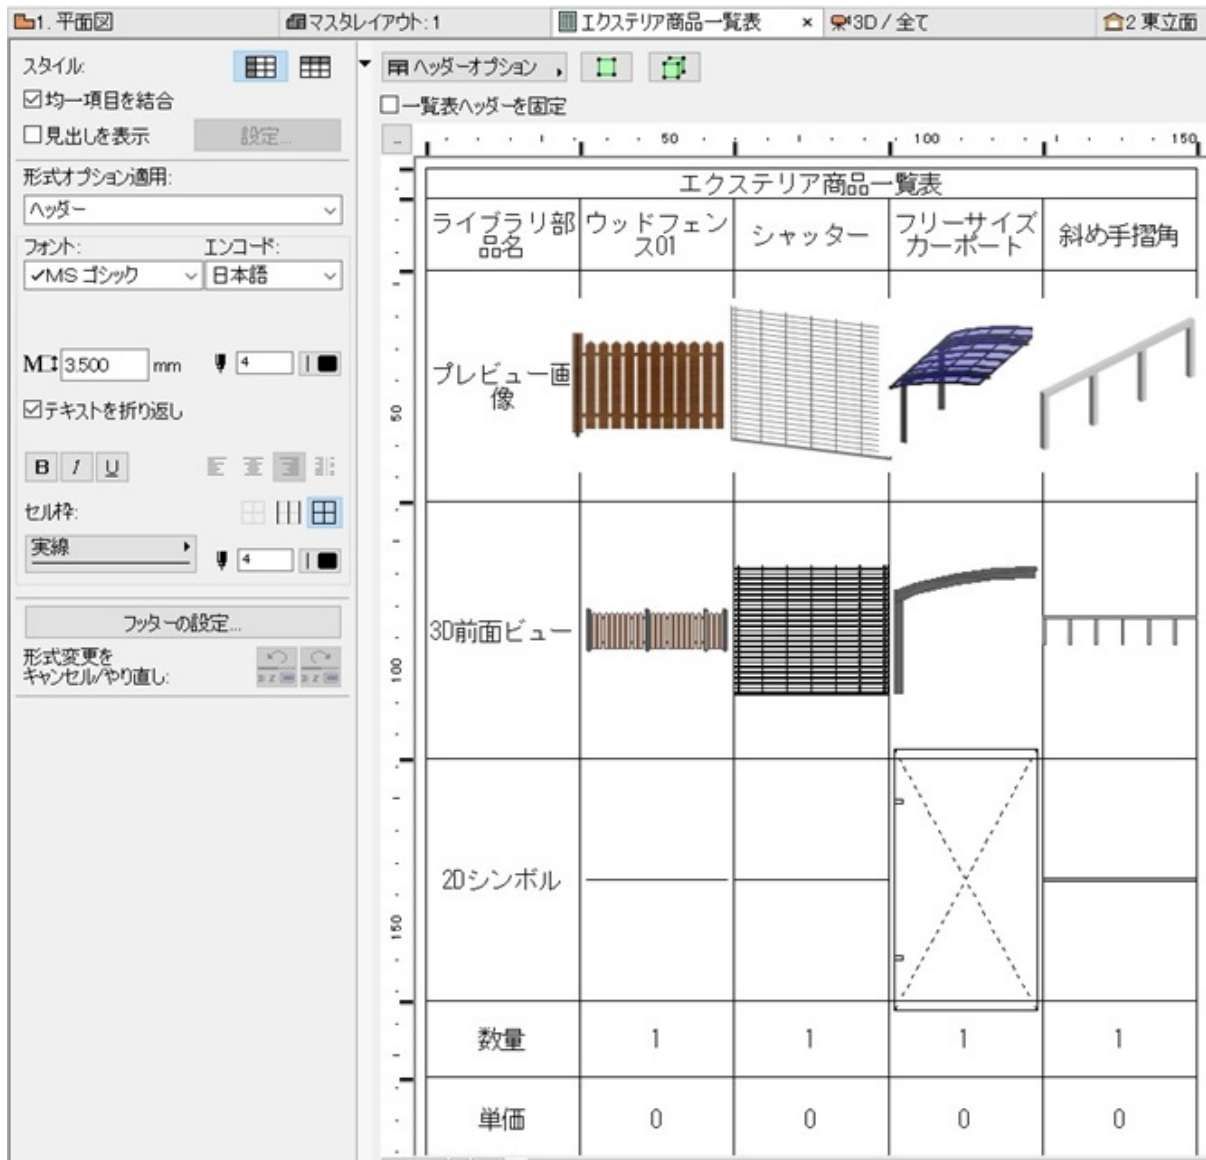 1. 平面図
マスタレイアウト: 1
エクステリア商品一覧表
×
3D / 全て
2 東立面
スタイル:
均一項目を結合
見出しを表示
設定...
形式オプション適用:
ヘッダー
フォント:
エンコード:
✓MS ゴシック
日本語
M
3.500
mm
4
テキストを折り返し
B I U
セル枠:
実線
4
フッターの設定...
形式変更を
キャンセル/やり直し:
ヘッダーオプション
一覧表ヘッダーを固定
...
50
100
150
50
100
150
エクステリア商品一覧表
ライブラリ部
品名
ウッドフェン
ス01
シャッター
フリーサイズ
カーポート
斜め手摺角
プレビュー画
像
3D前面ビュー
2Dシンボル
数量 1 1 1 1
単価 0 0 0 0